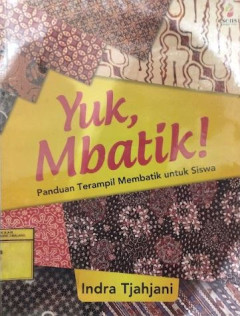 Yuk,
Mbatik!
Panduan Terampil Membatik untuk Siswa
Indra Tjahjani